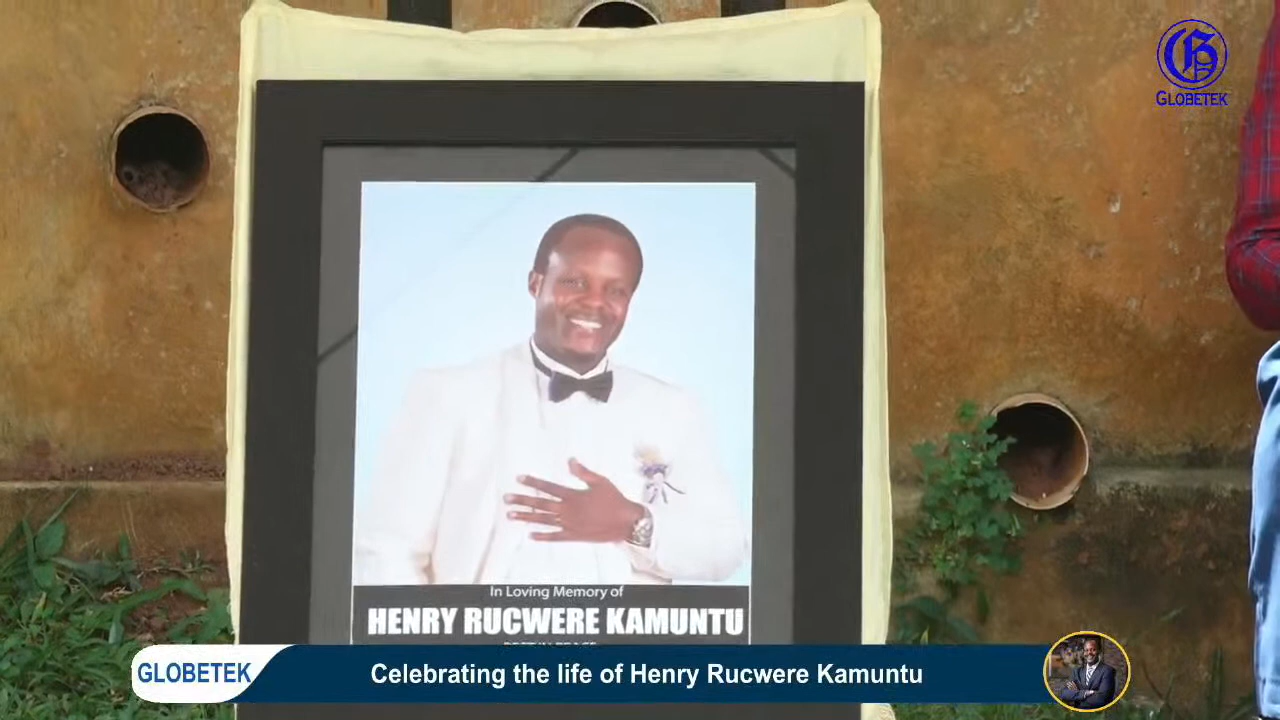 GLOBETEK
In Loving Memory of
HENRY RUCWERE KAMUNTU
GLOBETEK
Celebrating the life of Henry Rucwere Kamuntu